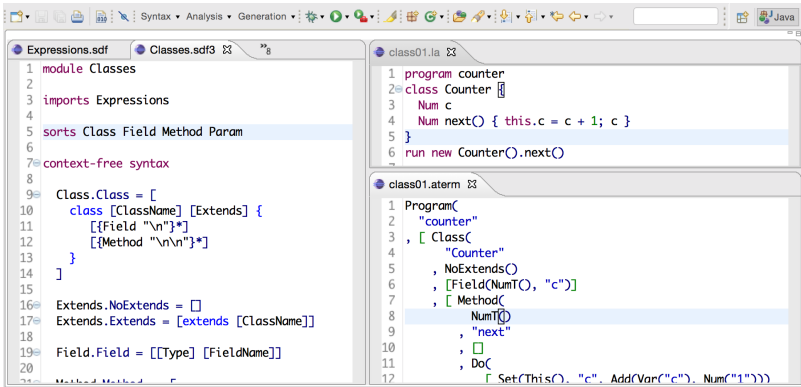 Syntax Analysis Generation Java
Expressions.sdf Classes.sdf3 »8
1 module Classes
2
3 imports Expressions
4
5 sorts Class Field Method Param
6
7 context-free syntax
8
9 Class.Class = [
10 class [ClassName] [Extends] {
11 [{Field "\n"}*]
12 [{Method "\n\n"}*]
13 }
14 ]
15
16 Extends.NoExtends = []
17 Extends.Extends = [extends [ClassName]]
18
19 Field.Field = [[Type] [FieldName]]
20
class01.la
1 program counter
2 class Counter {
3 Num c
4 Num next() { this.c = c + 1; c }
5 }
6 run new Counter().next()
class01.aterm
1 Program(
2 "counter"
3 , [ Class(
4 "Counter"
5 , NoExtends()
6 , [Field(NumT(), "c")]
7 , [ Method(
8 NumT()
9 , "next"
10 , []
11 , Do(
12 [ Set(This(), "c", Add(Var("c"), Num("1")))